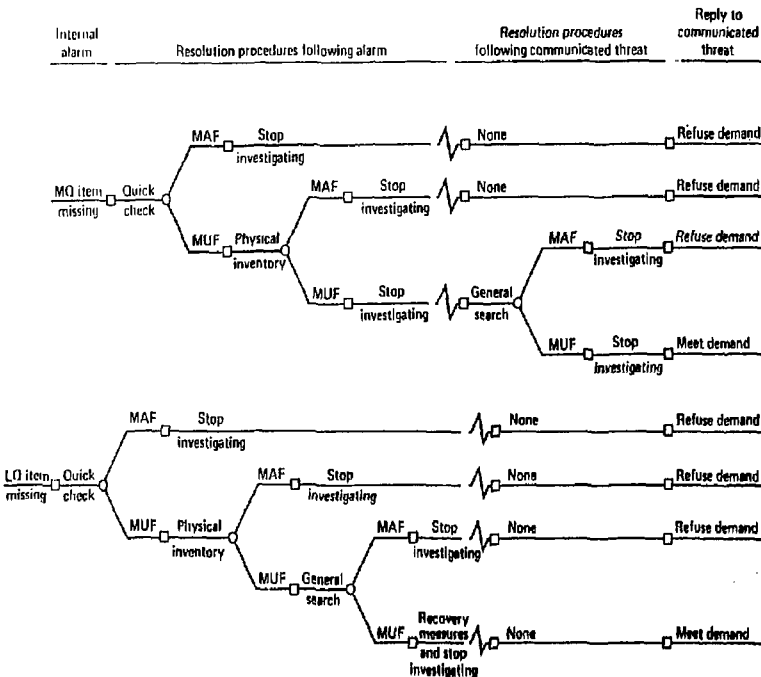 Internal
alarm
Resolution procedures following alarm
Resolution procedures
following communicated threat
Reply to
communicated
threat
MAF Stop
investigating
None
Refuse demand
MQ item
missing
Quick
check
MAF Stop
investigating
None
Refuse demand
MUF Physical
inventory
MAF Stop
investigating
Refuse demand
MUF Stop
investigating
General
search
MUF Stop
investigating
Meet demand
MAF Stop
investigating
None
Refuse demand
LQ item
missing
Quick
check
MAF Stop
investigating
None
Refuse demand
MUF Physical
inventory
MAF Stop
investigating
None
Refuse demand
MUF General
search
MUF Recovery
measures
and stop
investigating
None
Meet demand